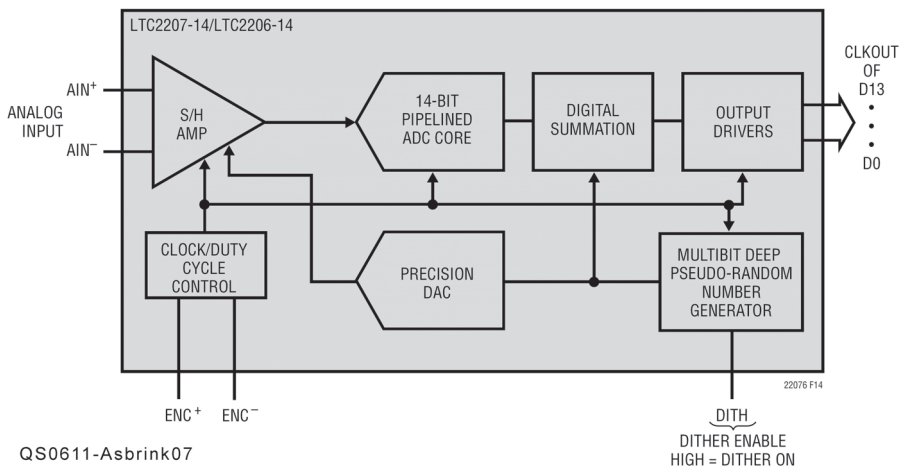 LTC2207-14/LTC2206-14
AIN+
ANALOG
INPUT
AIN−
S/H
AMP
14-BIT
PIPELINED
ADC CORE
DIGITAL
SUMMATION
OUTPUT
DRIVERS
CLKOUT
OF
D13
•
•
•
D0
CLOCK/DUTY
CYCLE
CONTROL
PRECISION
DAC
MULTIBIT DEEP
PSEUDO-RANDOM
NUMBER
GENERATOR
22076 F14
ENC+
ENC−
DITH
DITHER ENABLE
HIGH = DITHER ON
QS0611-Asbrink07